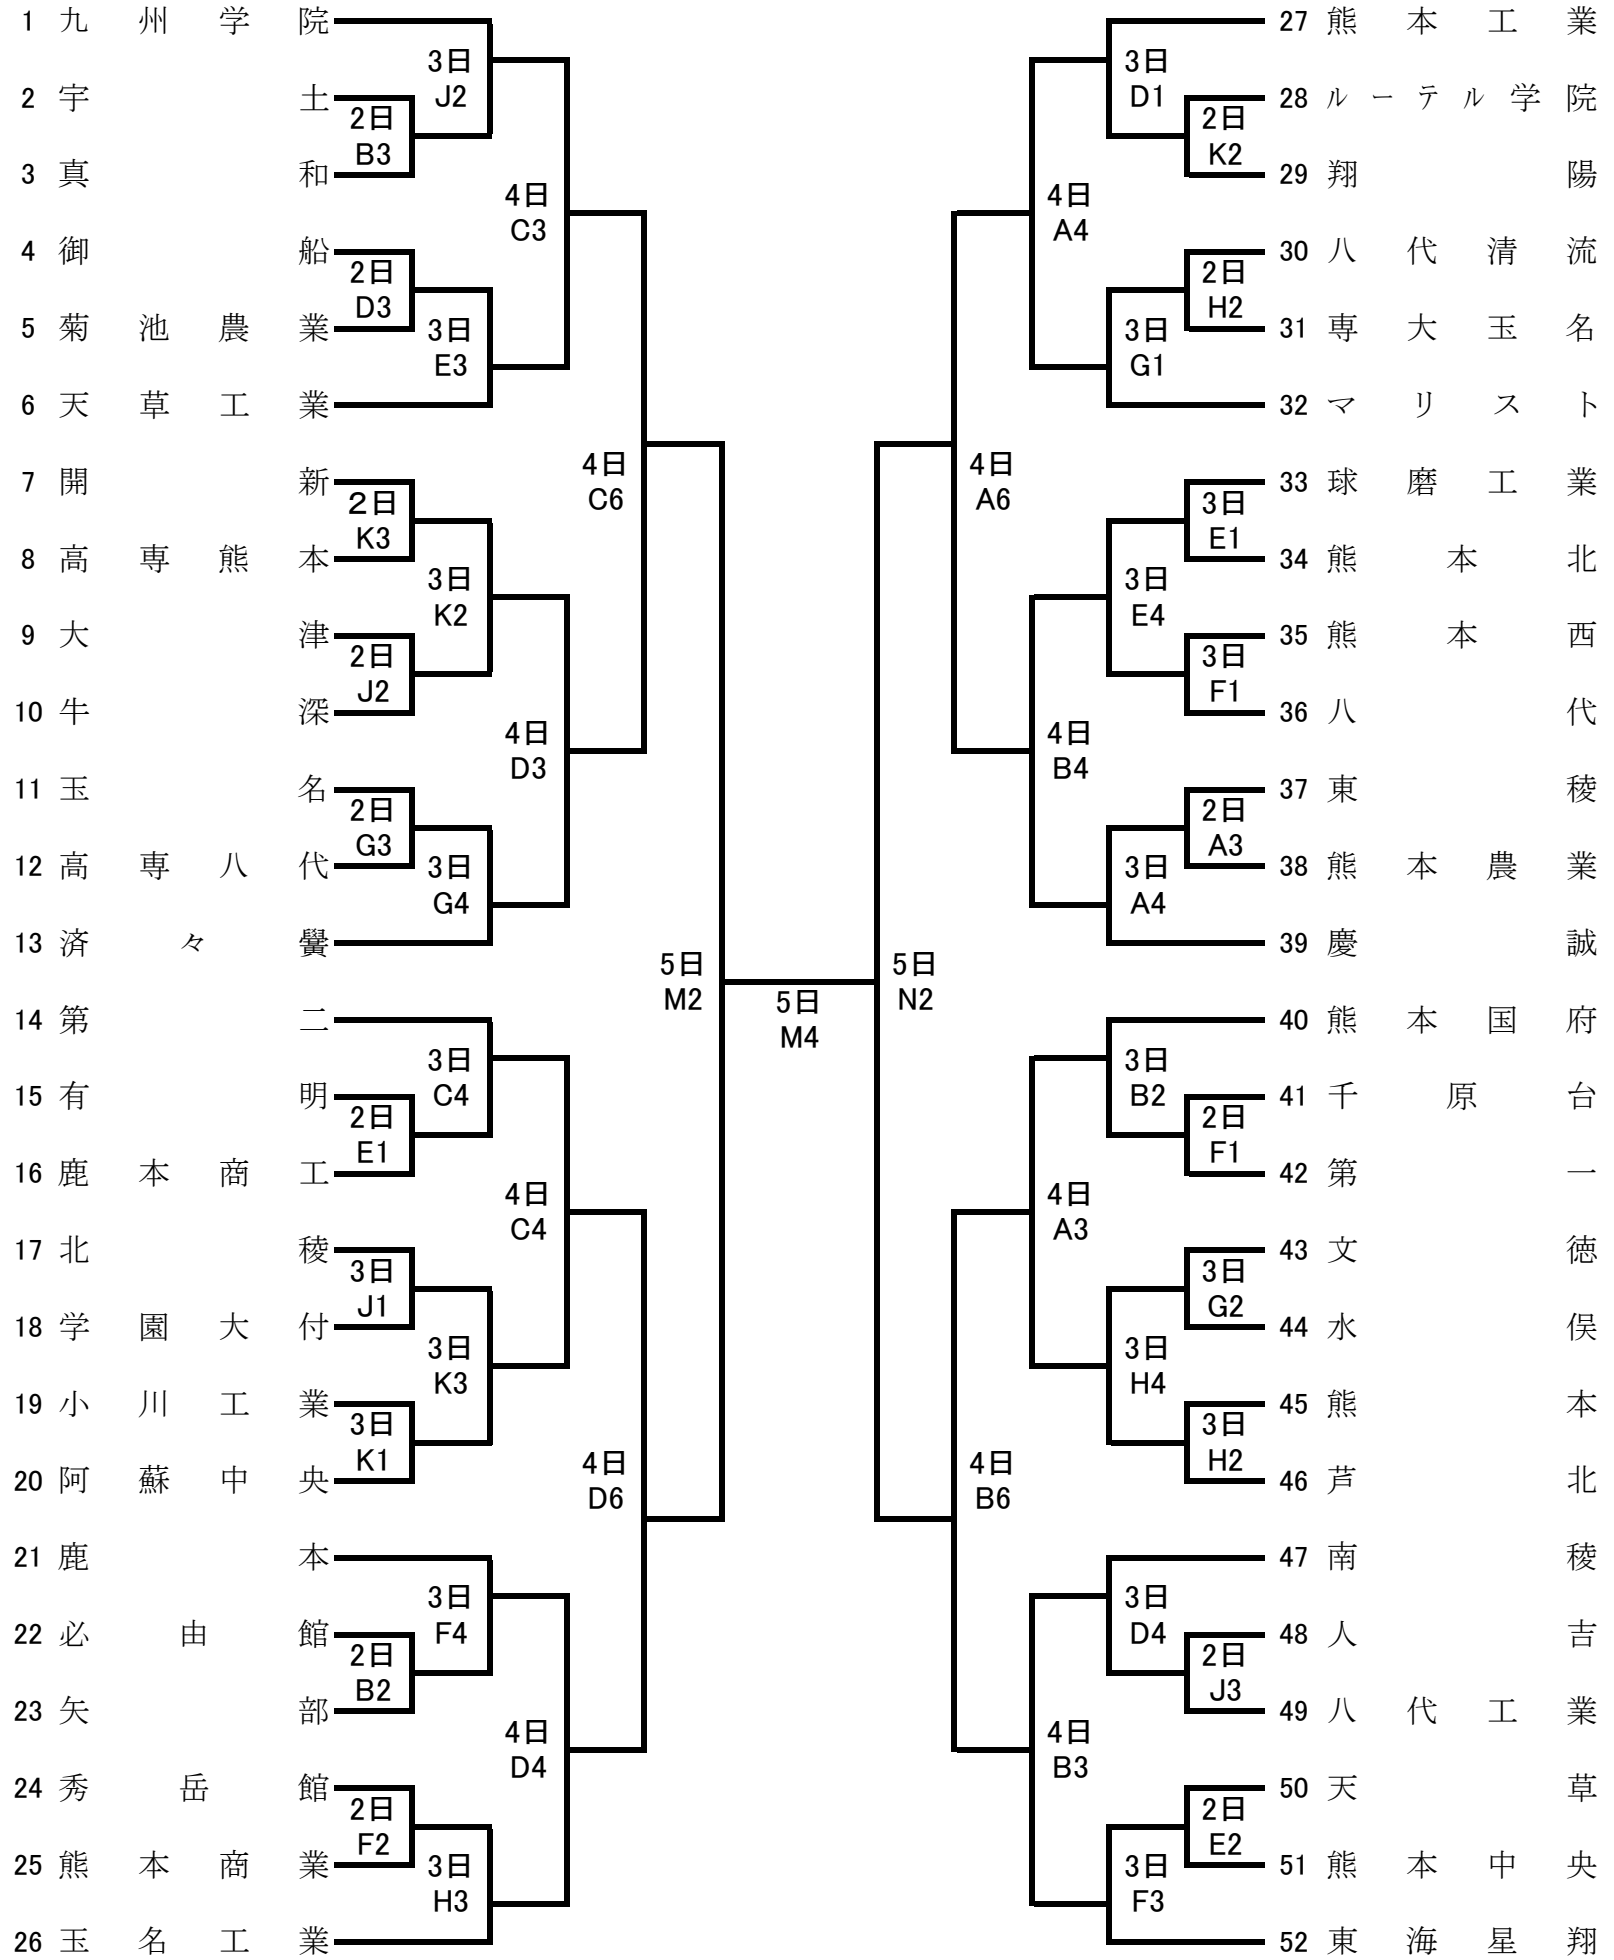 1 九州学院
2 宇土
3 真和
4 御船
5 菊池農業
6 天草工業
7 開新
8 高専熊本
9 大津
10 牛深
11 玉名
12 高専八代
13 済々黌
14 第二
15 有明
16 鹿本商工
17 北稜
18 学園大付
19 小川工業
20 阿蘇中央
21 鹿本
22 必由館
23 矢部
24 秀岳館
25 熊本商業
26 玉名工業
2日
B3
2日
D3
2日
K3
2日
J2
2日
G3
2日
E1
3日
J1
3日
K1
2日
B2
2日
F2
3日
J2
3日
E3
3日
K2
3日
G4
3日
C4
3日
K3
3日
F4
3日
H3
4日
C3
4日
D3
4日
C4
4日
D4
4日
C6
4日
D6
5日
M2
5日
M4
5日
N2
4日
A6
4日
B6
4日
A4
4日
B4
4日
A3
4日
B3
3日
D1
3日
G1
3日
E4
3日
A4
3日
B2
3日
H4
3日
D4
3日
F3
2日
K2
2日
H2
3日
E1
3日
F1
2日
A3
2日
F1
3日
G2
3日
H2
2日
J3
2日
E2
27 熊本工業
28 ルーテル学院
29 翔陽
30 八代清流
31 専大玉名
32 マリスト
33 球磨工業
34 熊本北
35 熊本西
36 八代
37 東稜
38 熊本農業
39 慶誠
40 熊本国府
41 千原台
42 第一
43 文徳
44 水俣
45 熊本
46 芦北
47 南稜
48 人吉
49 八代工業
50 天草
51 熊本中央
52 東海星翔